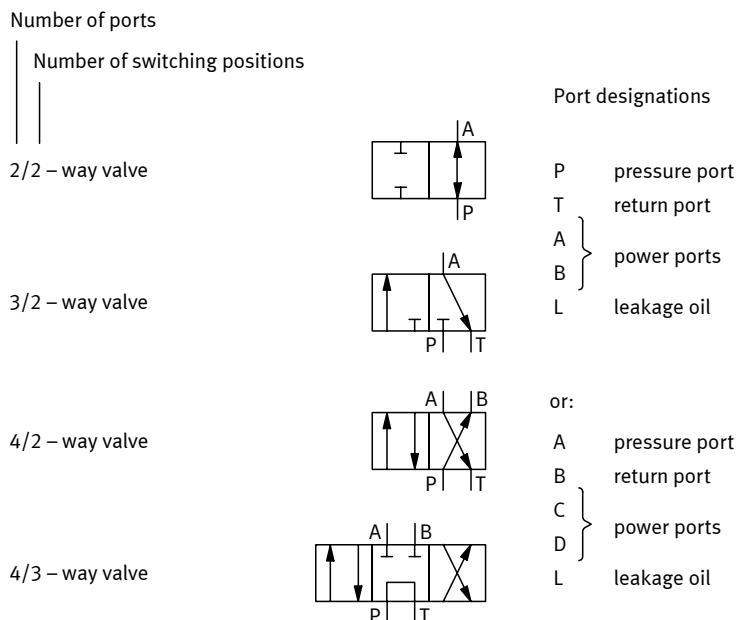 Number of ports
Number of switching positions
Port designations
2/2 – way valve
A
P
P pressure port
T return port
A
B
power ports
L leakage oil
3/2 – way valve
A
P T
4/2 – way valve
A B
P T
or:
A pressure port
B return port
C
D
power ports
L leakage oil
4/3 – way valve
A B
P T